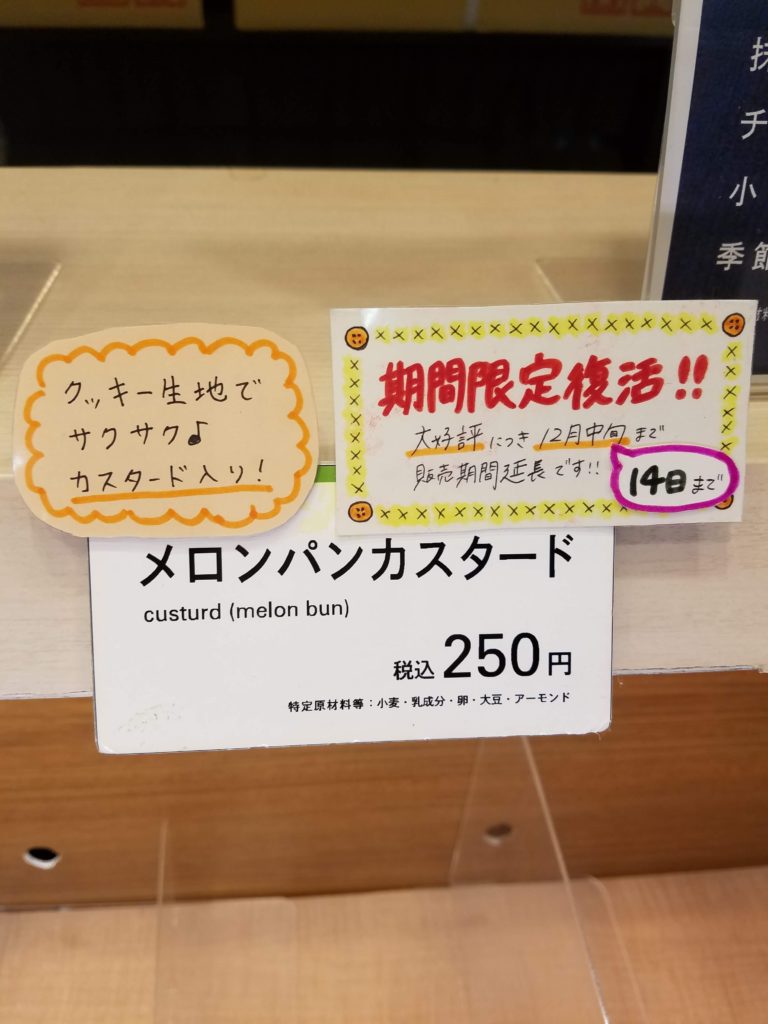 クッキー生地で
サクサク♪
カスタード入り!
期間限定復活!!
大好評につき12月中旬まで
販売期間延長です!!
14日まで
メロンパンカスタード
custurd (melon bun)
税込250円
特定原材料等:小麦・乳成分・卵・大豆・アーモンド
チ
小
季節